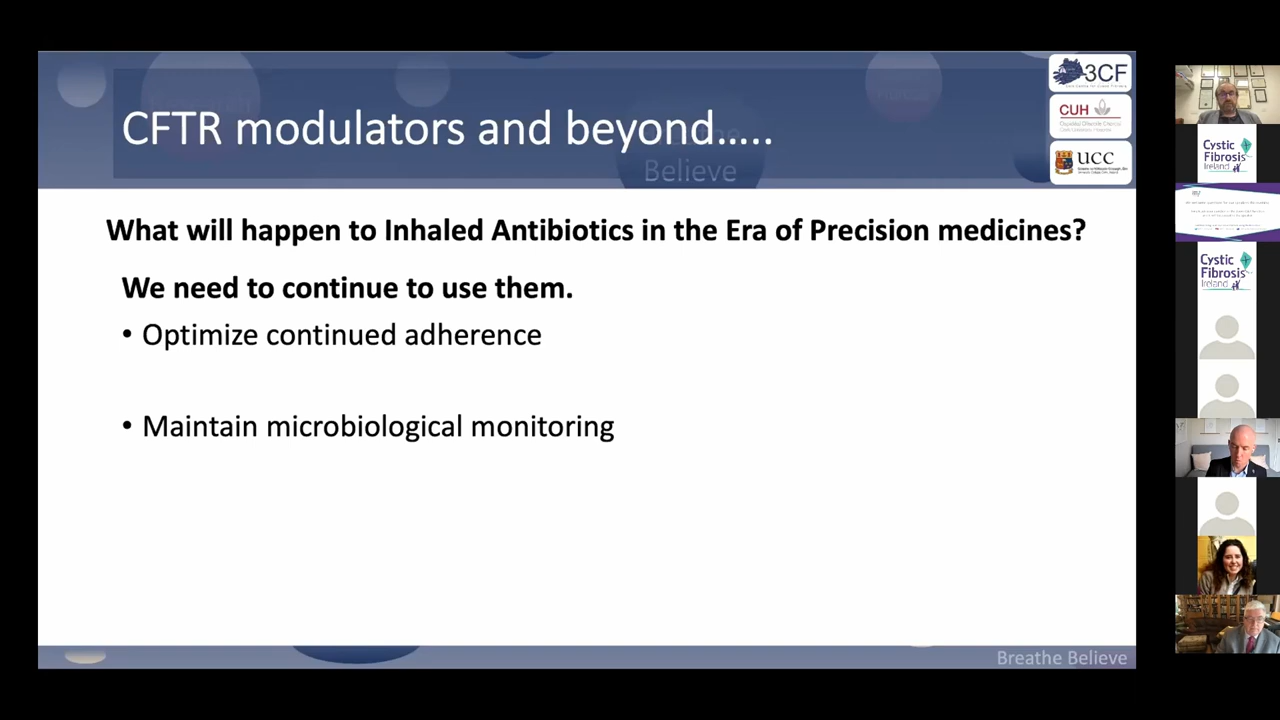 CFTR modulators and beyond…..
Believe
3CF
CUH
UCC
What will happen to Inhaled Antibiotics in the Era of Precision medicines?
We need to continue to use them.
• Optimize continued adherence
• Maintain microbiological monitoring
Breathe Believe
Cystic
Fibrosis
Ireland
Cystic
Fibrosis
Ireland